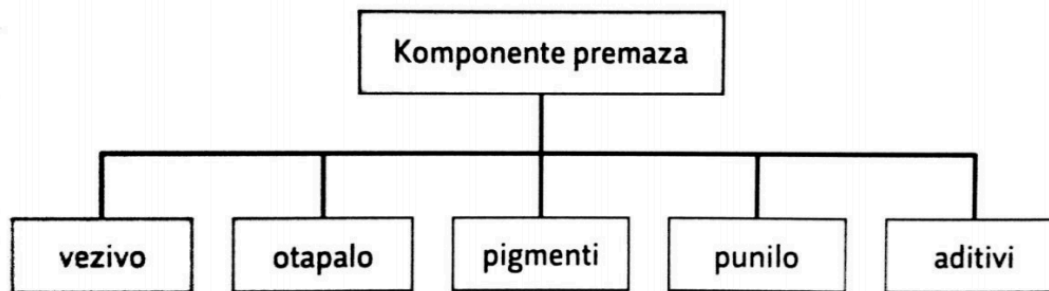 Komponente premaza
vezivo
otapalo
pigmenti
punilo
aditivi